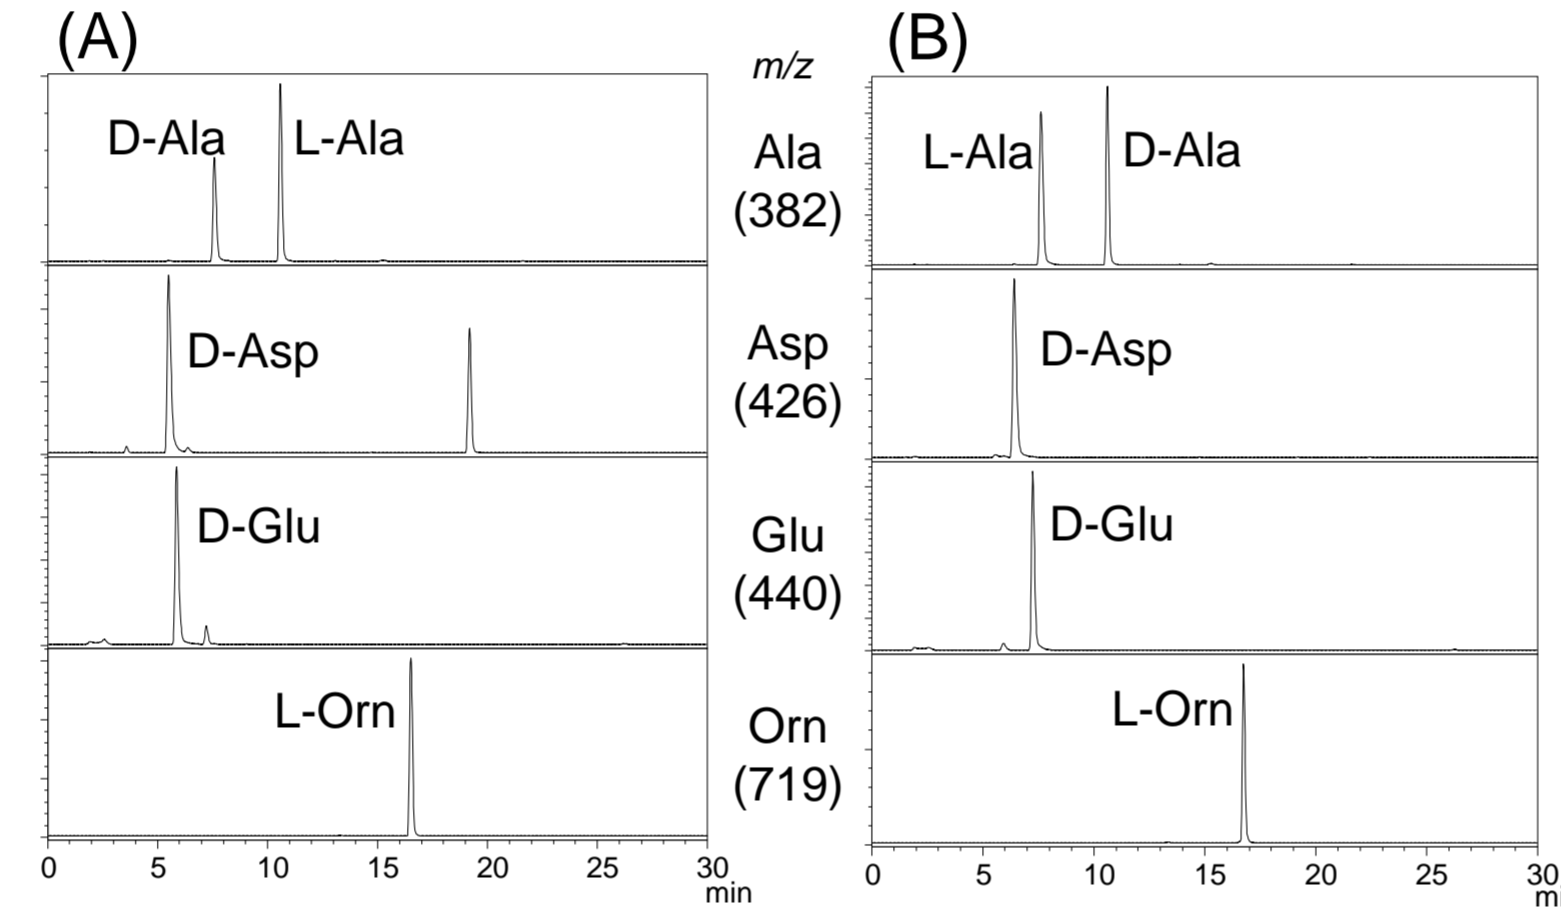 (A)
D-Ala L-Ala
D-Asp
D-Glu
L-Orn
0 5 10 15 20 25 30
min
m/z
Ala
(382)
Asp
(426)
Glu
(440)
Orn
(719)
(B)
L-Ala D-Ala
D-Asp
D-Glu
L-Orn
0 5 10 15 20 25 30
mi